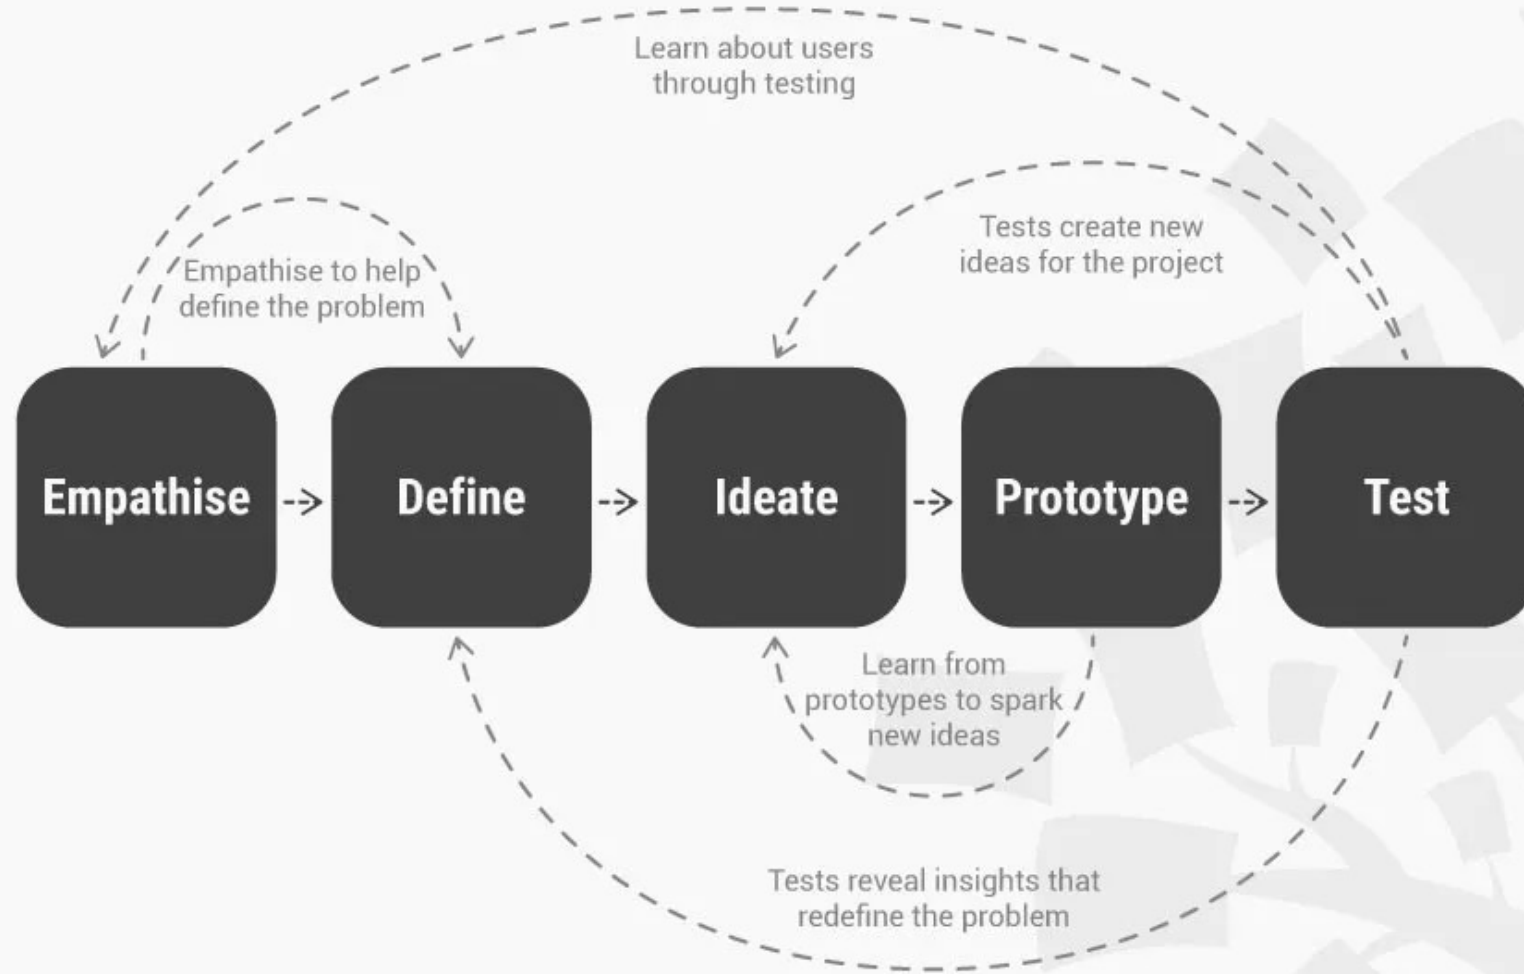 Learn about users
through testing
Tests create new
ideas for the project
Empathise to help
define the problem
Empathise
Define
Ideate
Prototype
Test
Learn from
prototypes to spark
new ideas
Tests reveal insights that
redefine the problem